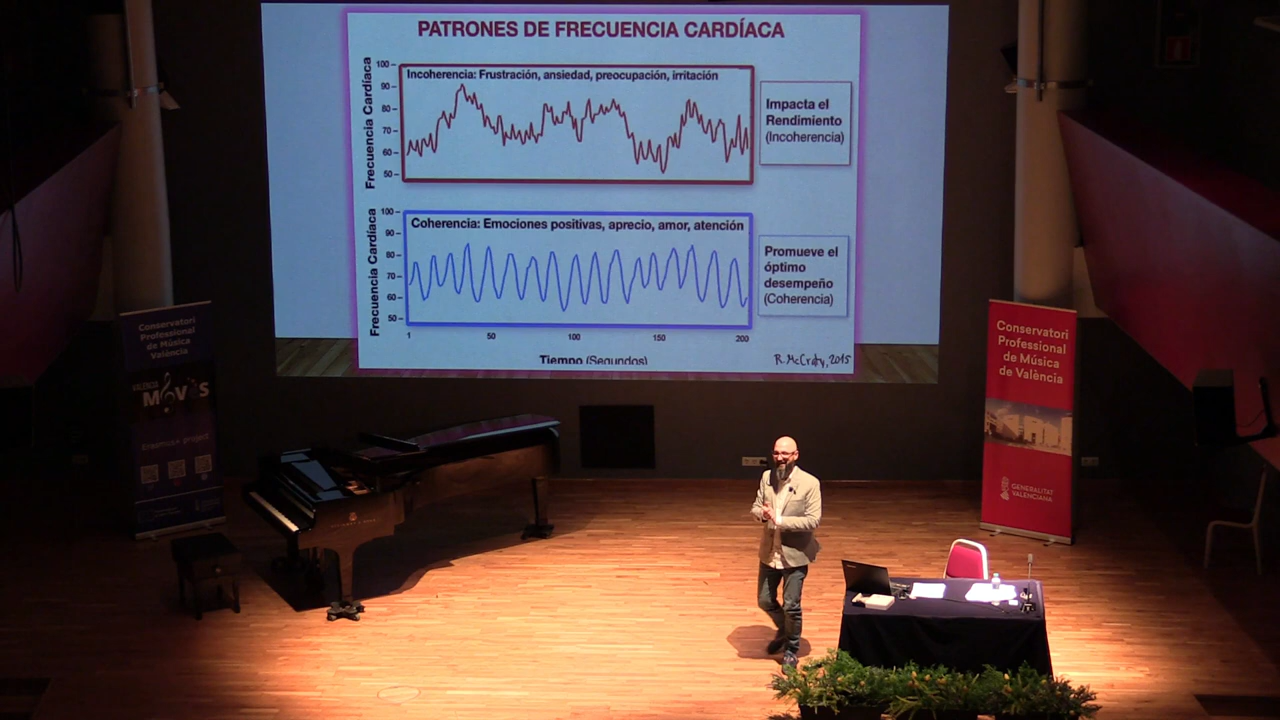 PATRONES DE FRECUENCIA CARDÍACA
Frecuencia Cardíaca
100
90
80
70
60
50
Incoherencia: Frustración, ansiedad, preocupación, irritación
Impacta el
Rendimiento
(Incoherencia)
Frecuencia Cardíaca
100
90
80
70
60
50
Coherencia: Emociones positivas, aprecio, amor, atención
Promueve el
óptimo
desempeño
(Coherencia)
1 50 100 150 200
Tiempo (Segundos)
R. McCraty, 2015
Conservatori
Professional
de Música
València
VALÈNCIA
Erasmus+ project
Conservatori
Professional
de Música
de València
GENERALITAT
VALENCIANA